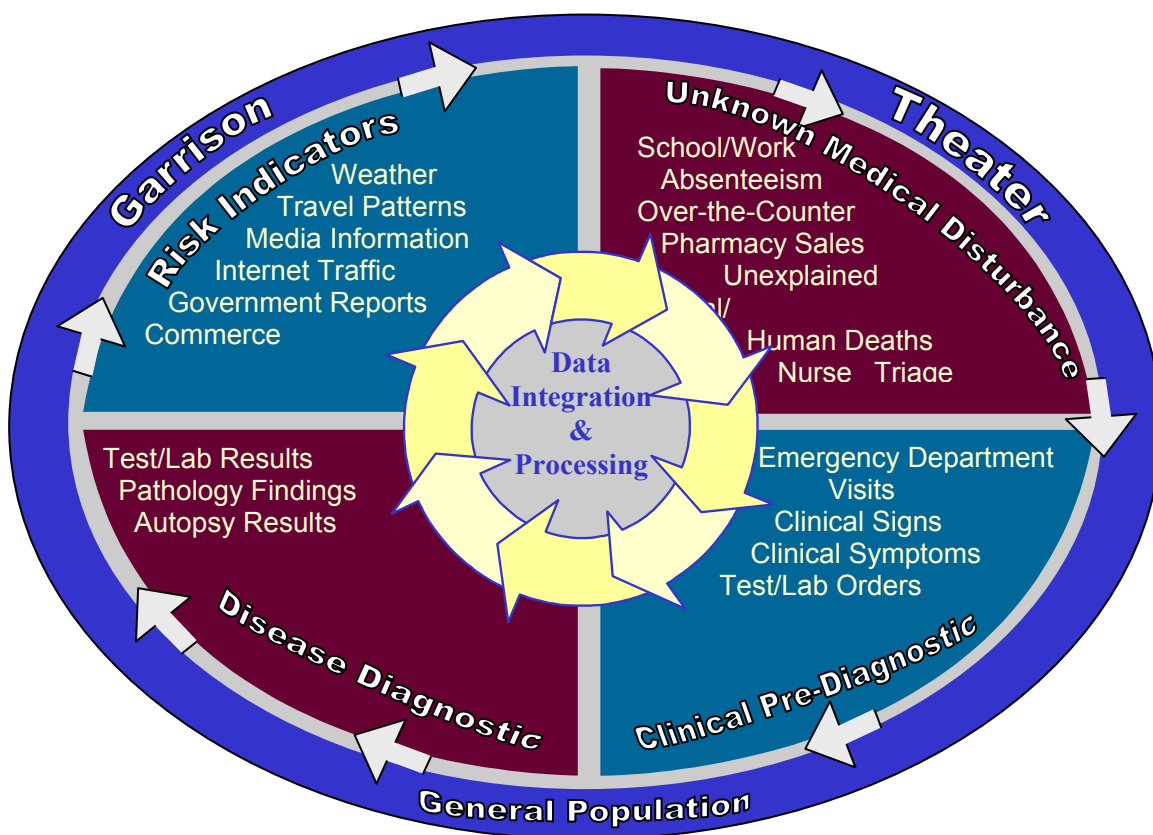 Garrison
Theater
General Population
Risk Indicators
Weather
Travel Patterns
Media Information
Internet Traffic
Government Reports
Commerce
Unknown Medical Disturbance
School/Work
Absenteeism
Over-the-Counter
Pharmacy Sales
Unexplained
Human Deaths
Nurse Triage
Data
Integration
&
Processing
Test/Lab Results
Pathology Findings
Autopsy Results
Disease Diagnostic
Emergency Department
Visits
Clinical Signs
Clinical Symptoms
Test/Lab Orders
Clinical Pre-Diagnostic